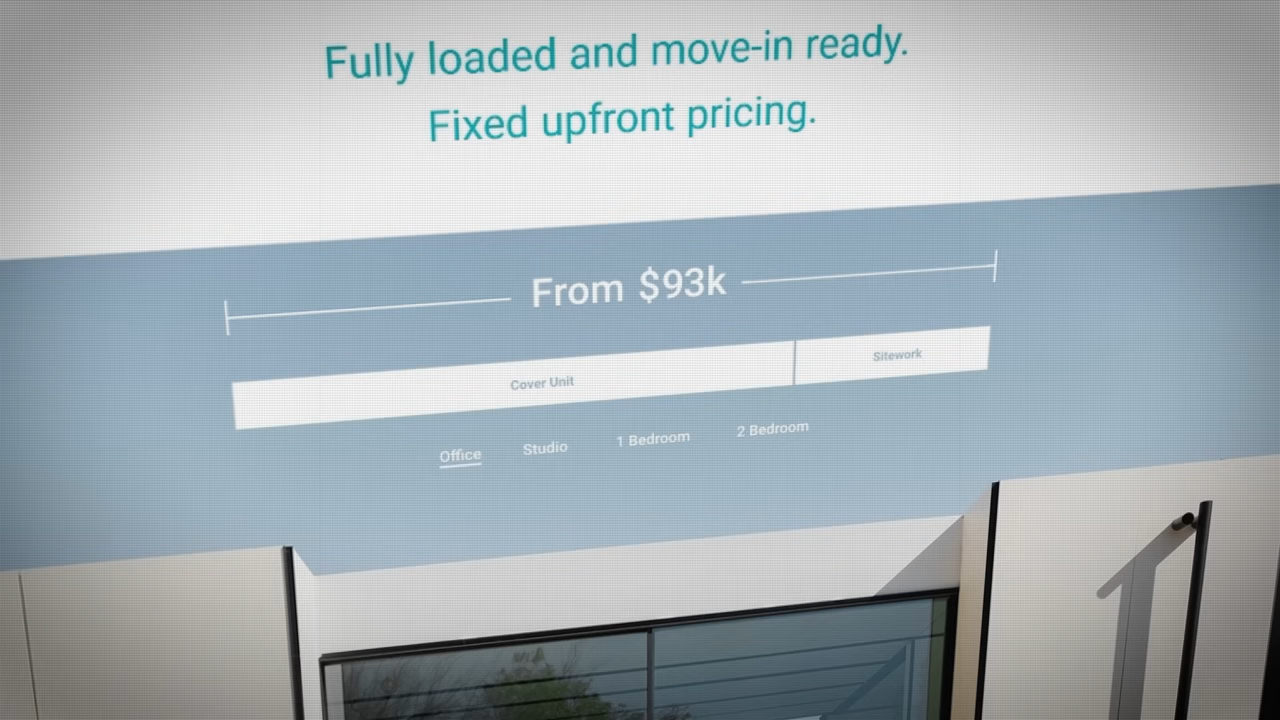 Fully loaded and move-in ready.
Fixed upfront pricing.
From $93k
Cover Unit
Sitework
Office
Studio
1 Bedroom
2 Bedroom